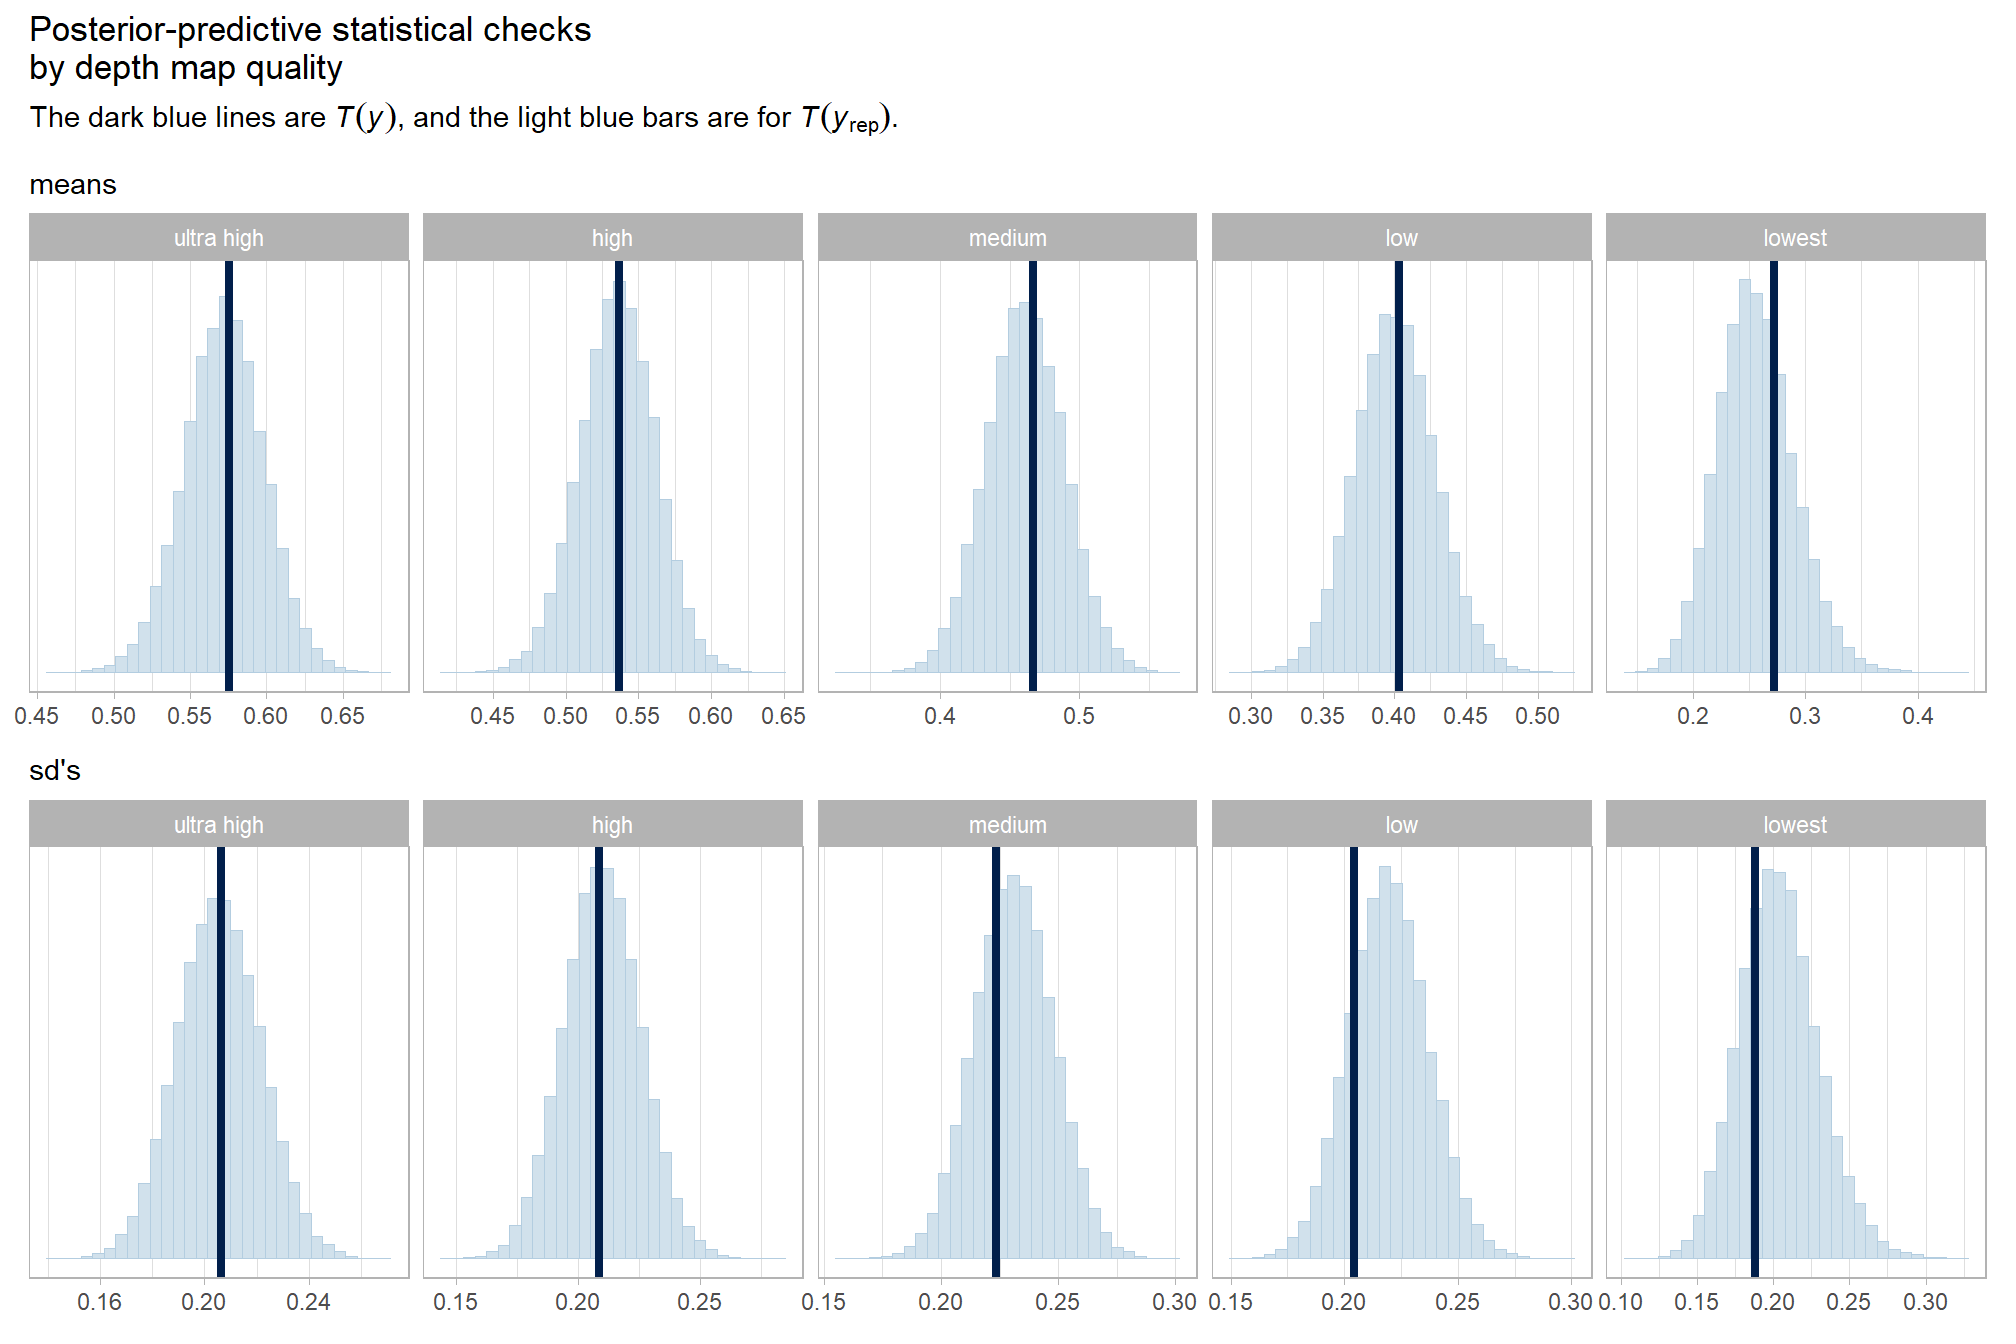 Posterior-predictive statistical checks
by depth map quality
The dark blue lines are T(y), and the light blue bars are for T(yrep).
means
ultra high high medium low lowest
0.45 0.50 0.55 0.60 0.65 0.45 0.50 0.55 0.60 0.65 0.4 0.5 0.30 0.35 0.40 0.45 0.50 0.2 0.3 0.4
sd's
ultra high high medium low lowest
0.16 0.20 0.24 0.15 0.20 0.25 0.15 0.20 0.25 0.30 0.15 0.20 0.25 0.30 0.10 0.15 0.20 0.25 0.30